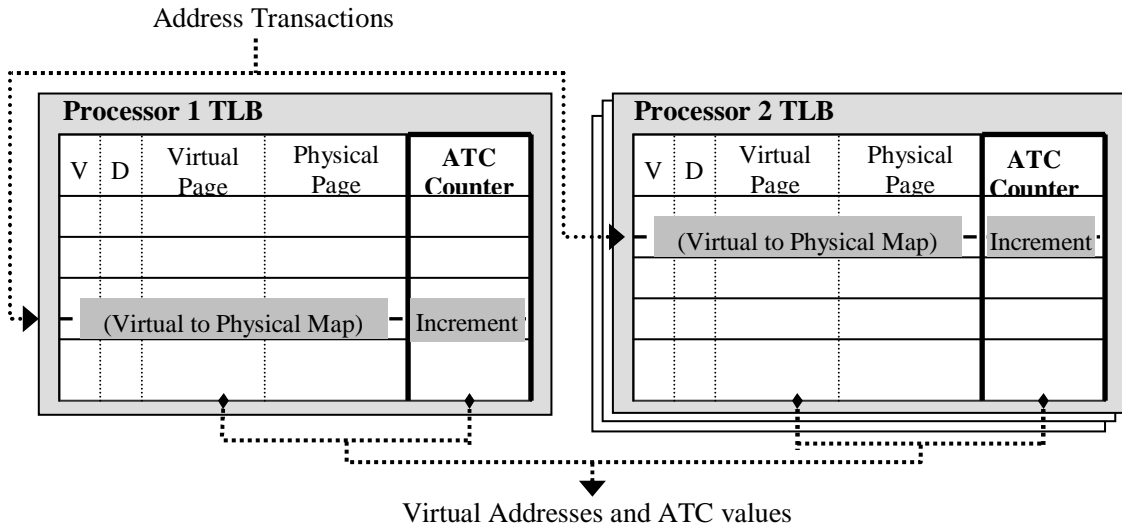 Address Transactions
Processor 1 TLB
V D Virtual Page Physical Page ATC Counter
(Virtual to Physical Map) Increment
Processor 2 TLB
V D Virtual Page Physical Page ATC Counter
(Virtual to Physical Map) Increment
Virtual Addresses and ATC values